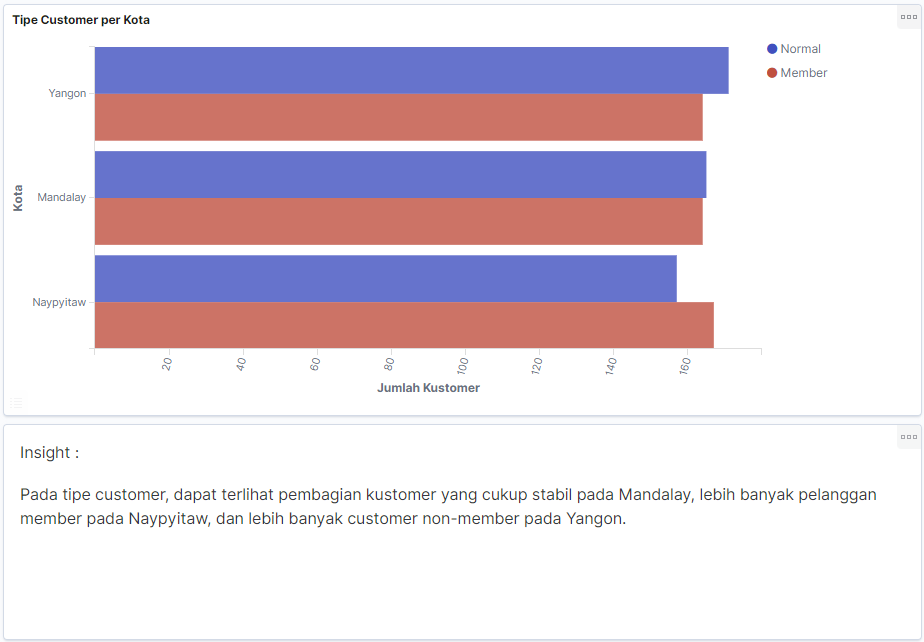 Tipe Customer per Kota
Normal
Member
Yangon
Mandalay
Naypyitaw
Kota
20
40
60
80
100
120
140
160
Jumlah Kustomer
Insight :
Pada tipe customer, dapat terlihat pembagian kustomer yang cukup stabil pada Mandalay, lebih banyak pelanggan
member pada Naypyitaw, dan lebih banyak customer non-member pada Yangon.